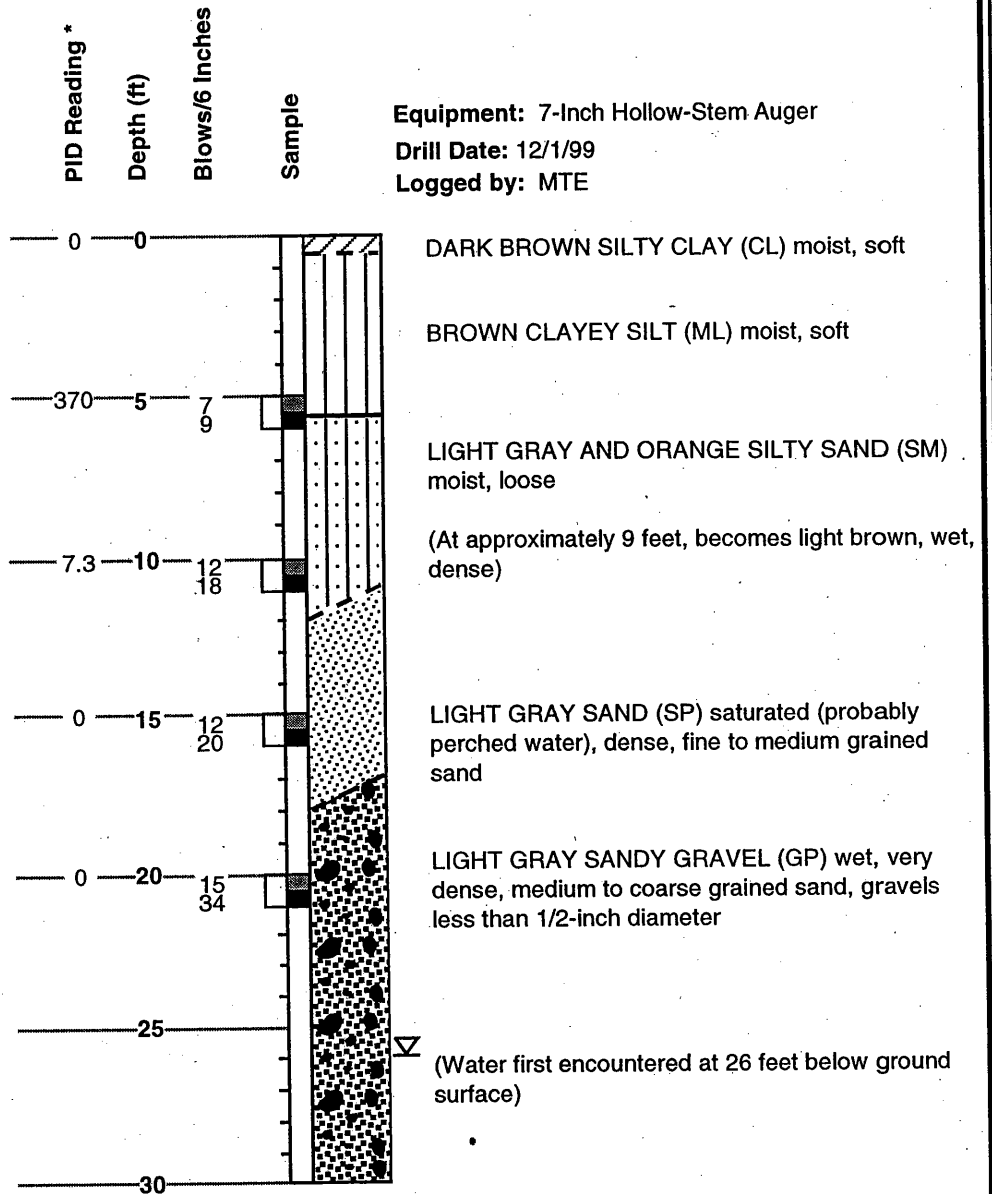 PID Reading *
Depth (ft)
Blows/6 Inches
Sample
Equipment: 7-Inch Hollow-Stem Auger
Drill Date: 12/1/99
Logged by: MTE
0 0
DARK BROWN SILTY CLAY (CL) moist, soft
BROWN CLAYEY SILT (ML) moist, soft
370 5 7
9
LIGHT GRAY AND ORANGE SILTY SAND (SM)
moist, loose
(At approximately 9 feet, becomes light brown, wet,
dense)
7.3 10 12
18
0 15 12
20
LIGHT GRAY SAND (SP) saturated (probably
perched water), dense, fine to medium grained
sand
LIGHT GRAY SANDY GRAVEL (GP) wet, very
dense, medium to coarse grained sand, gravels
less than 1/2-inch diameter
0 20 15
34
25
(Water first encountered at 26 feet below ground
surface)
30